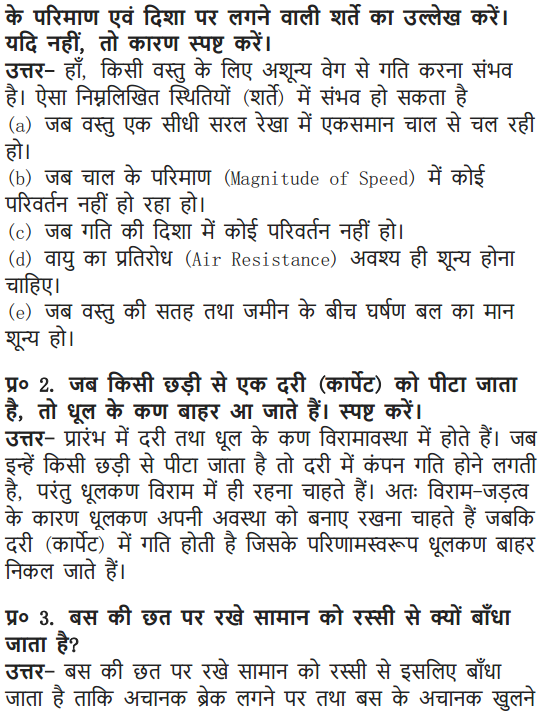 के परिमाण एवं दिशा पर लगने वाली शर्ते का उल्लेख करें।
यदि नहीं, तो कारण स्पष्ट करें।
उत्तर– हाँ, किसी वस्तु के लिए अशून्य वेग से गति करना संभव
है। ऐसा निम्नलिखित स्थितियों (शर्ते) में संभव हो सकता है
(a) जब वस्तु एक सीधी सरल रेखा में एकसमान चाल से चल रही
हो।
(b) जब चाल के परिमाण (Magnitude of Speed) में कोई
परिवर्तन नहीं हो रहा हो।
(c) जब गति की दिशा में कोई परिवर्तन नहीं हो।
(d) वायु का प्रतिरोध (Air Resistance) अवश्य ही शून्य होना
चाहिए।
(e) जब वस्तु की सतह तथा जमीन के बीच घर्षण बल का मान
शून्य हो।
प्र० 2. जब किसी छड़ी से एक दरी (कार्पेट) को पीटा जाता
है, तो धूल के कण बाहर आ जाते हैं। स्पष्ट करें।
उत्तर– प्रारंभ में दरी तथा धूल के कण विरामावस्था में होते हैं। जब
इन्हें किसी छड़ी से पीटा जाता है तो दरी में कंपन गति होने लगती
है, परंतु धूलकण विराम में ही रहना चाहते हैं। अतः विराम-जड़त्व
के कारण धूलकण अपनी अवस्था को बनाए रखना चाहते हैं जबकि
दरी (कार्पेट) में गति होती है जिसके परिणामस्वरूप धूलकण बाहर
निकल जाते हैं।
प्र० 3. बस की छत पर रखे सामान को रस्सी से क्यों बाँधा
जाता है?
उत्तर– बस की छत पर रखे सामान को रस्सी से इसलिए बाँधा
जाता है ताकि अचानक ब्रेक लगने पर तथा बस के अचानक खुलने